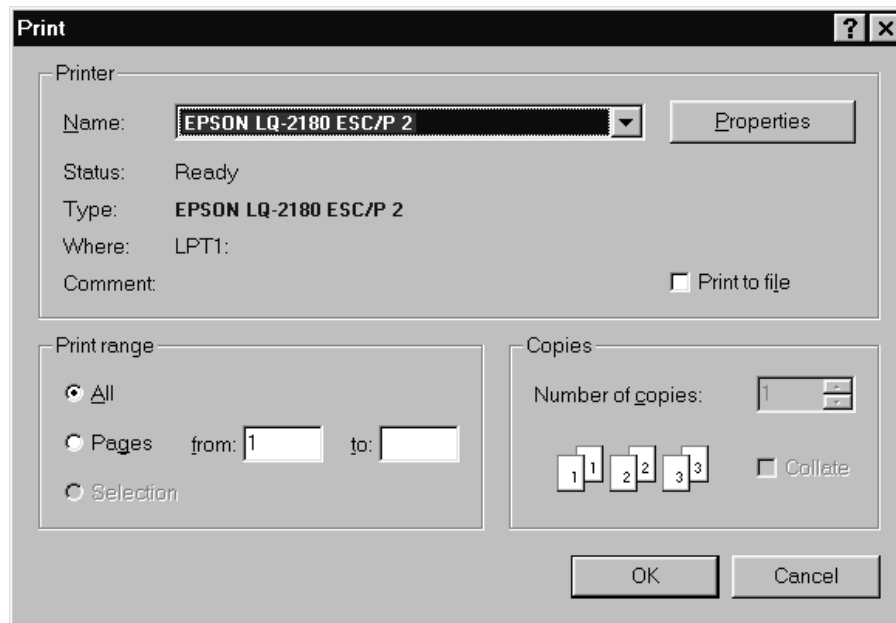 Print
Printer
Name: EPSON LQ-2180 ESC/P 2 Properties
Status: Ready
Type: EPSON LQ-2180 ESC/P 2
Where: LPT1:
Comment:
Print to file
Print range
All
Pages from: 1 to:
Selection
Copies
Number of copies: 1
1 1 2 2 3 3
Collate
OK Cancel